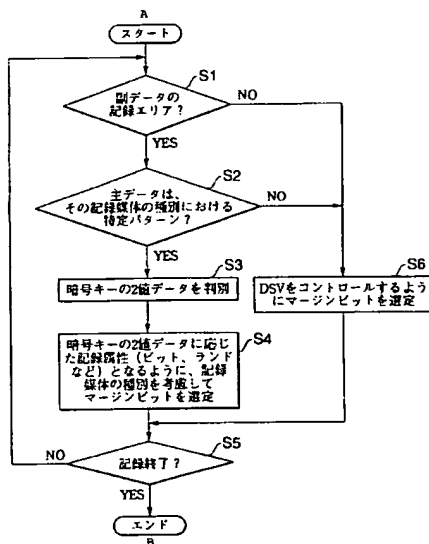 A
スタート
S1
副データの
記録エリア?
NO
YES
S2
主データは、
その記録媒体の種別における
特定パターン?
NO
YES
S3
暗号キーの2値データを判別
S6
DSVをコントロールするよう
にマージンビットを選定
S4
暗号キーの2値データに応じ
た記録属性(ピット、ランド
など)となるように、記録
媒体の種別を考慮して
マージンビットを選定
S5
NO
記録終了?
YES
エンド
B